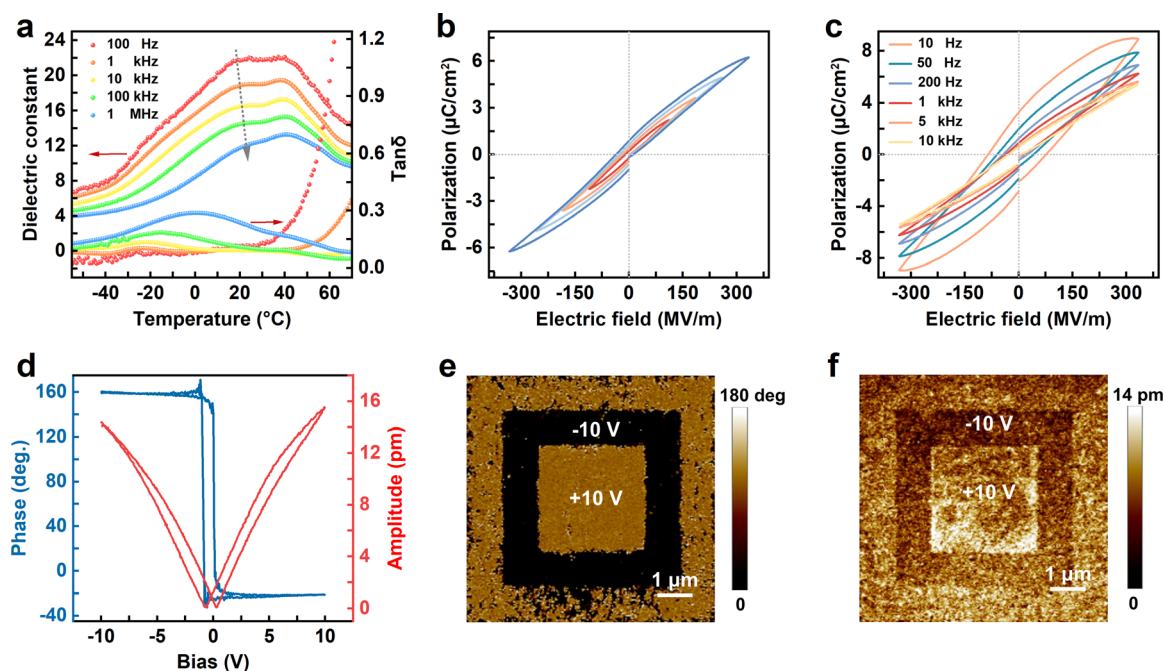 a
100 Hz
1 kHz
10 kHz
100 kHz
1 MHz
24
20
16
12
8
4
0
Dielectric constant
1.2
0.9
0.6
0.3
0.0
Tanδ
-40 -20 0 20 40 60
Temperature (°C)
b
6
3
0
-3
-6
Polarization (μC/cm²)
-300 -150 0 150 300
Electric field (MV/m)
c
10 Hz
50 Hz
200 Hz
1 kHz
5 kHz
10 kHz
8
4
0
-4
-8
Polarization (μC/cm²)
-300 -150 0 150 300
Electric field (MV/m)
d
160
120
80
40
0
-40
Phase (deg.)
16
12
8
4
0
Amplitude (pm)
-10 -5 0 5 10
Bias (V)
e
180 deg
-10 V
+10 V
1 μm
0
f
14 pm
-10 V
+10 V
1 μm
0